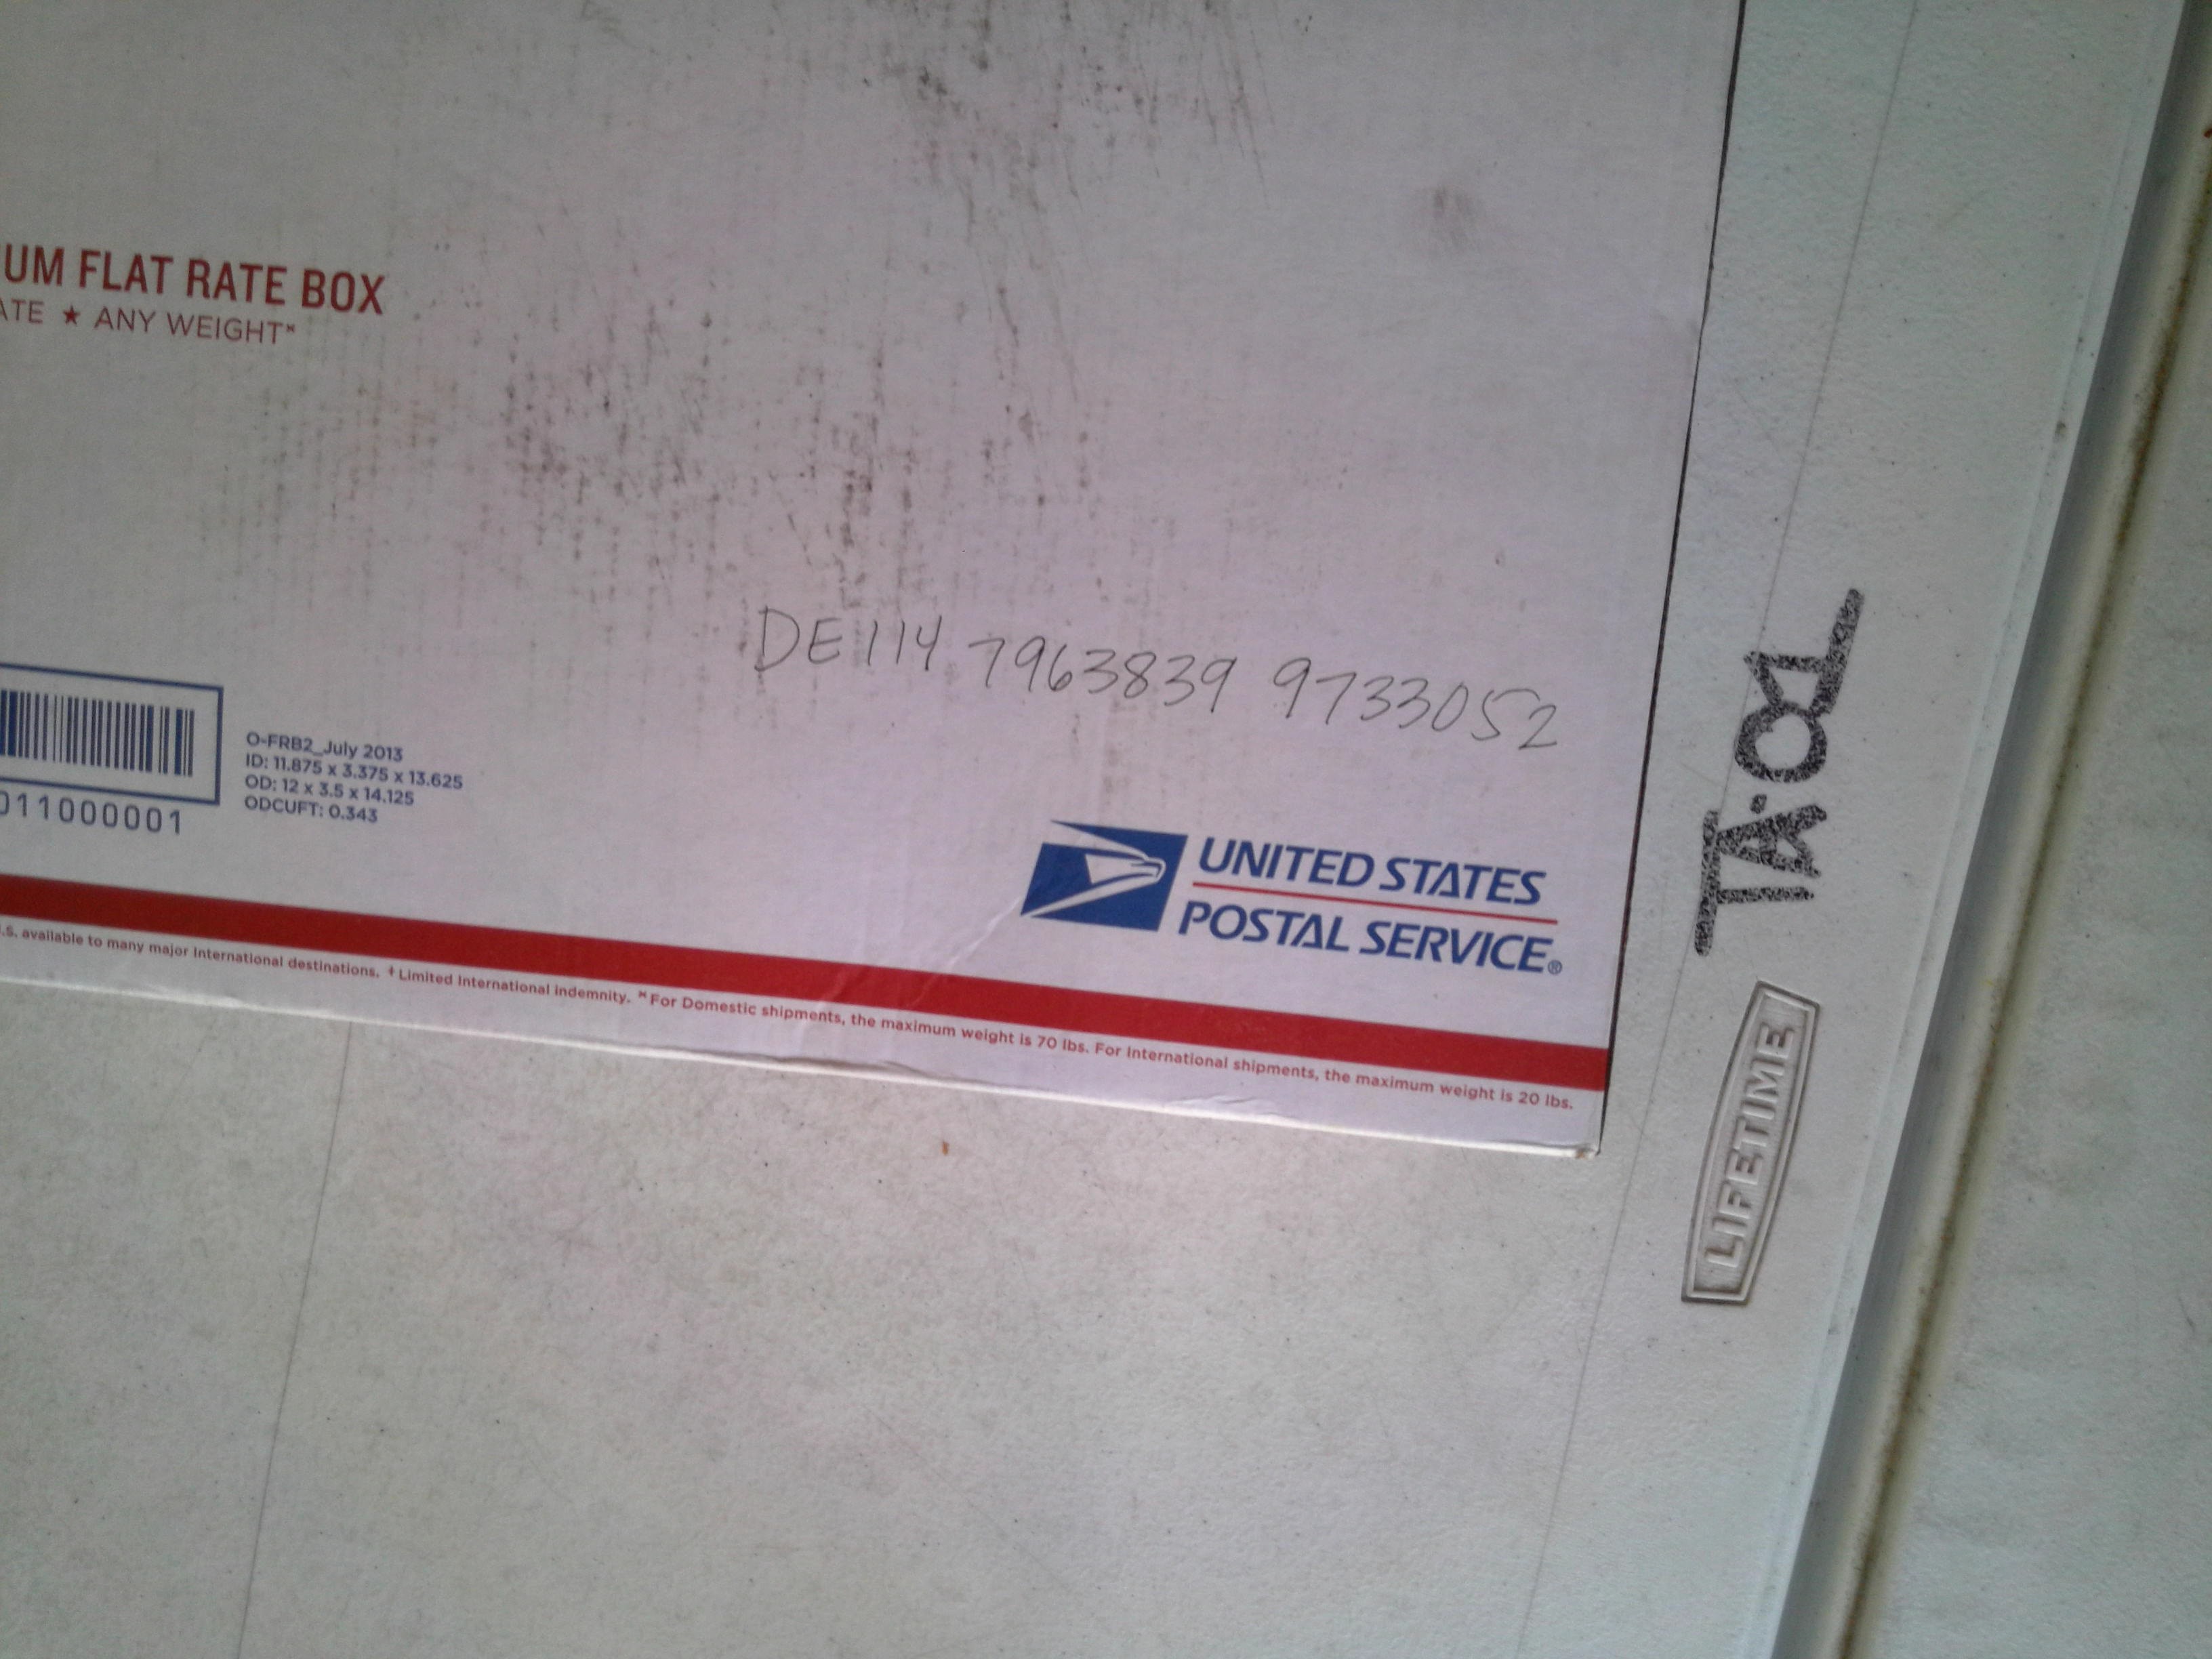 UM FLAT RATE BOX
ATE ★ ANY WEIGHT*
DE114 7963839 9733052
O-FRB2_July 2013
ID: 11.875 x 3.375 x 13.625
OD: 12 x 3.5 x 14.125
ODCUFT: 0.343
011000001
UNITED STATES
POSTAL SERVICE®
.S. available to many major International destinations. ‡ Limited International indemnity. * For Domestic shipments, the maximum weight is 70 lbs. For International shipments, the maximum weight is 20 lbs.
TA·01
LIFETIME